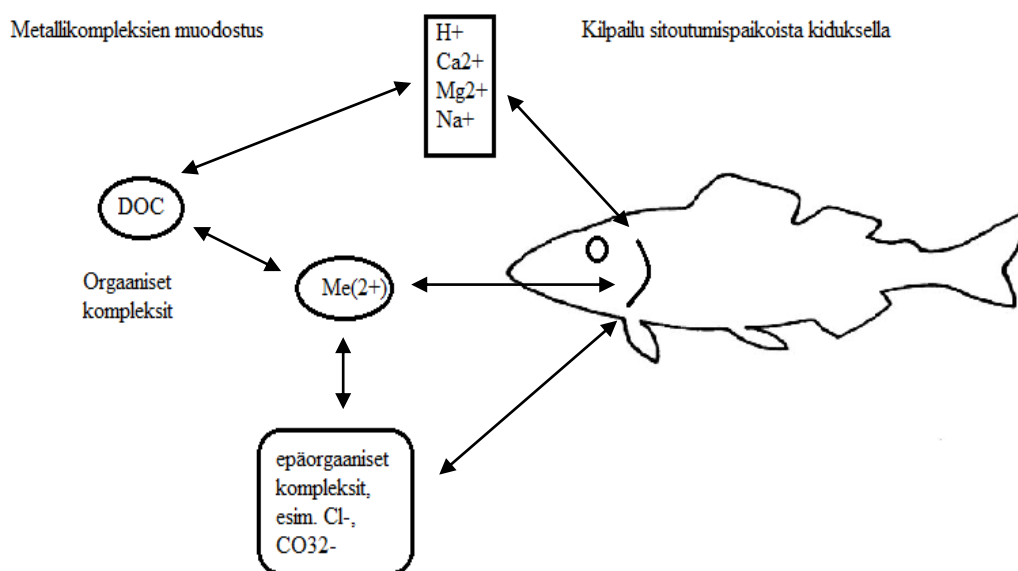 Metallikompleksien muodostus
Kilpailu sitoutumispaikoista kiduksella
H+
Ca2+
Mg2+
Na+
DOC
Orgaaniset
kompleksit
Me(2+)
epäorgaaniset
kompleksit,
esim. Cl-,
CO32-